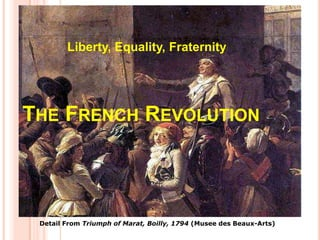 Liberty, Equality, Fraternity
THE FRENCH REVOLUTION
Detail From Triumph of Marat, Boilly, 1794 (Musee des Beaux-Arts)